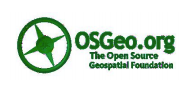 OSGeo.org
The Open Source
Geospatial Foundation